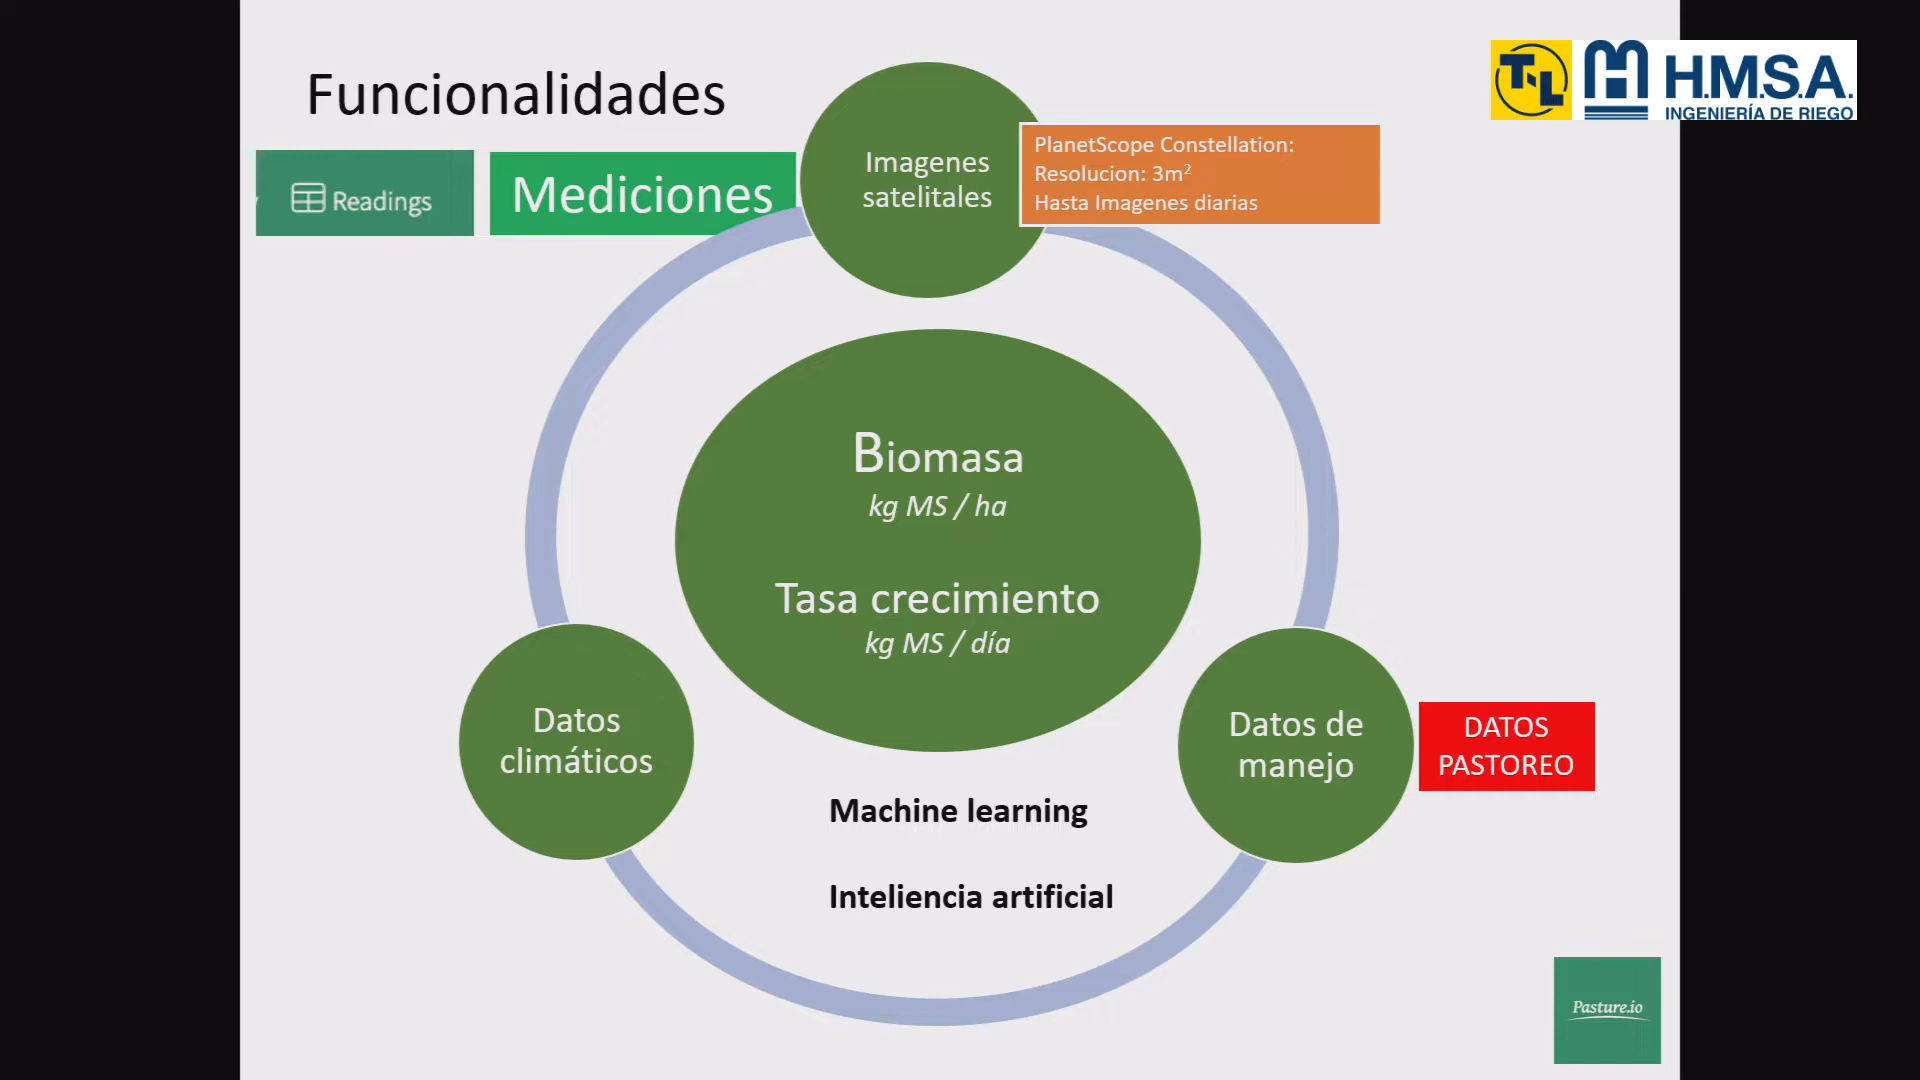 Funcionalidades
T-L
H.M.S.A.
INGENIERÍA DE RIEGO
Readings
Mediciones
Imagenes
satelitales
PlanetScope Constellation:
Resolucion: 3m²
Hasta Imagenes diarias
Biomasa
kg MS / ha
Tasa crecimiento
kg MS / día
Datos
climáticos
Datos de
manejo
DATOS
PASTOREO
Machine learning
Inteliencia artificial
Pasture.io